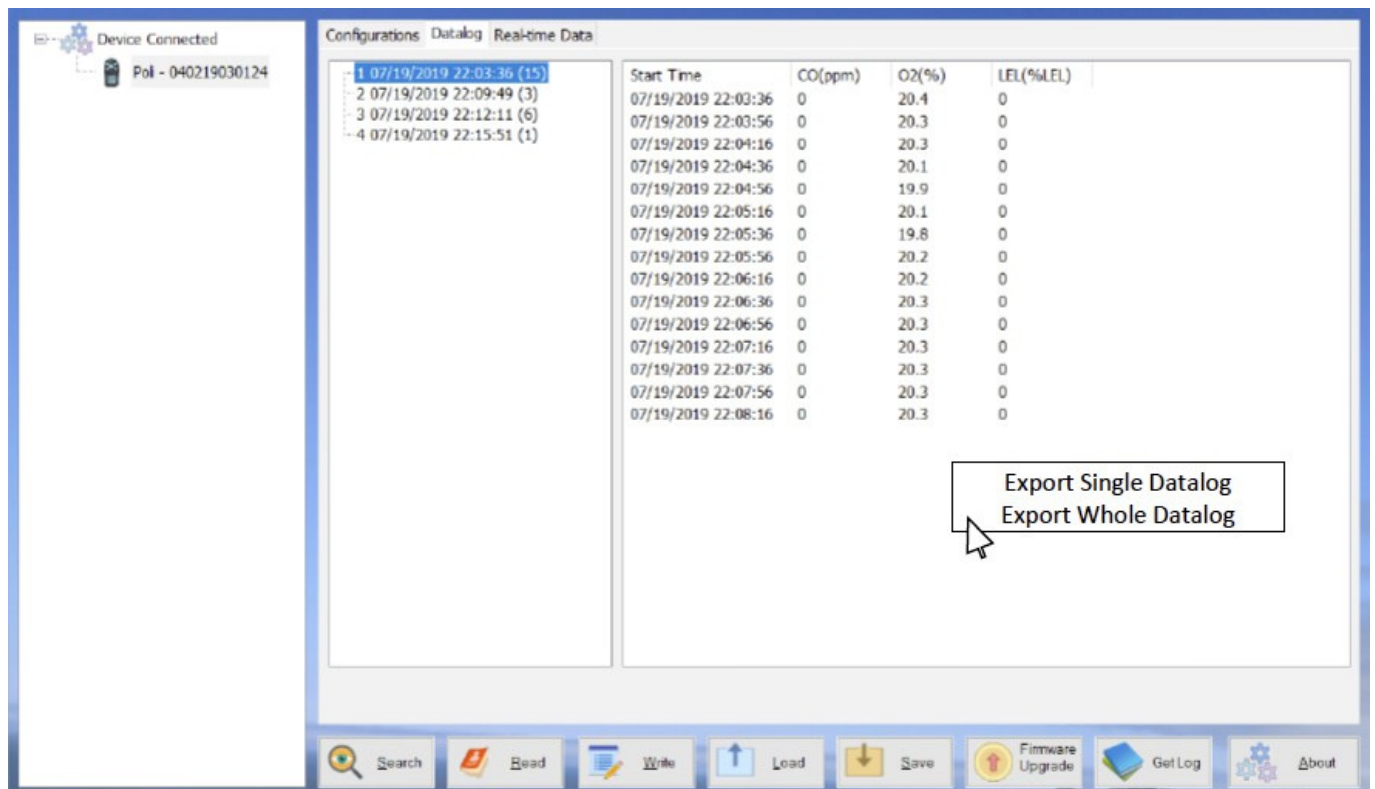 Device Connected
Poli - 040219030124
Configurations Datalog Real-time Data
1 07/19/2019 22:03:36 (15)
2 07/19/2019 22:09:49 (3)
3 07/19/2019 22:12:11 (6)
4 07/19/2019 22:15:51 (1)
Start Time CO(ppm) O2(%) LEL(%LEL)
07/19/2019 22:03:36 0 20.4 0
07/19/2019 22:03:56 0 20.3 0
07/19/2019 22:04:16 0 20.3 0
07/19/2019 22:04:36 0 20.1 0
07/19/2019 22:04:56 0 19.9 0
07/19/2019 22:05:16 0 20.1 0
07/19/2019 22:05:36 0 19.8 0
07/19/2019 22:05:56 0 20.2 0
07/19/2019 22:06:16 0 20.2 0
07/19/2019 22:06:36 0 20.3 0
07/19/2019 22:06:56 0 20.3 0
07/19/2019 22:07:16 0 20.3 0
07/19/2019 22:07:36 0 20.3 0
07/19/2019 22:07:56 0 20.3 0
07/19/2019 22:08:16 0 20.3 0
Export Single Datalog
Export Whole Datalog
Search Read Write Load Save Firmware Upgrade Get Log About